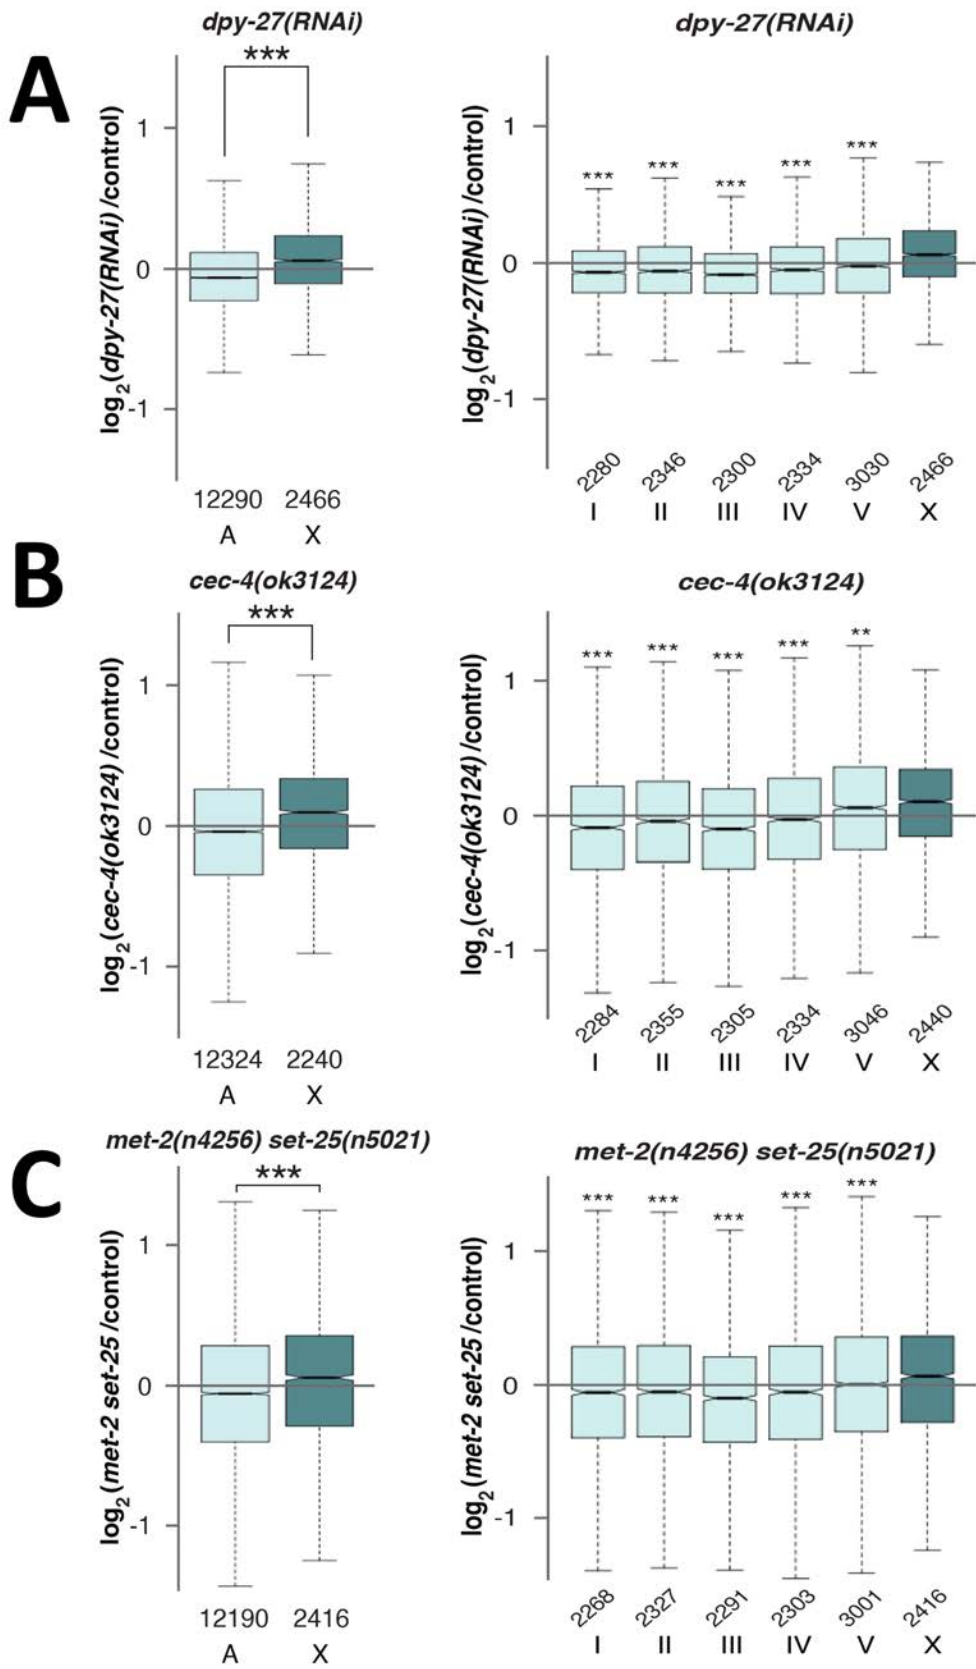 A
dpy-27(RNAi)
***
log2(dpy-27(RNAi)/control)
1
0
-1
12290 2466
A X
dpy-27(RNAi)
log2(dpy-27(RNAi)/control)
1
0
-1
*** *** *** *** ***
2280 2346 2300 2334 3030 2466
I II III IV V X
B
cec-4(ok3124)
***
log2(cec-4(ok3124)/control)
1
0
-1
12324 2240
A X
cec-4(ok3124)
log2(cec-4(ok3124)/control)
1
0
-1
*** *** *** *** **
2284 2355 2305 2334 3046 2440
I II III IV V X
C
met-2(n4256) set-25(n5021)
***
log2(met-2 set-25/control)
1
0
-1
12190 2416
A X
met-2(n4256) set-25(n5021)
log2(met-2 set-25/control)
1
0
-1
*** *** *** *** ***
2268 2327 2291 2303 3001 2416
I II III IV V X